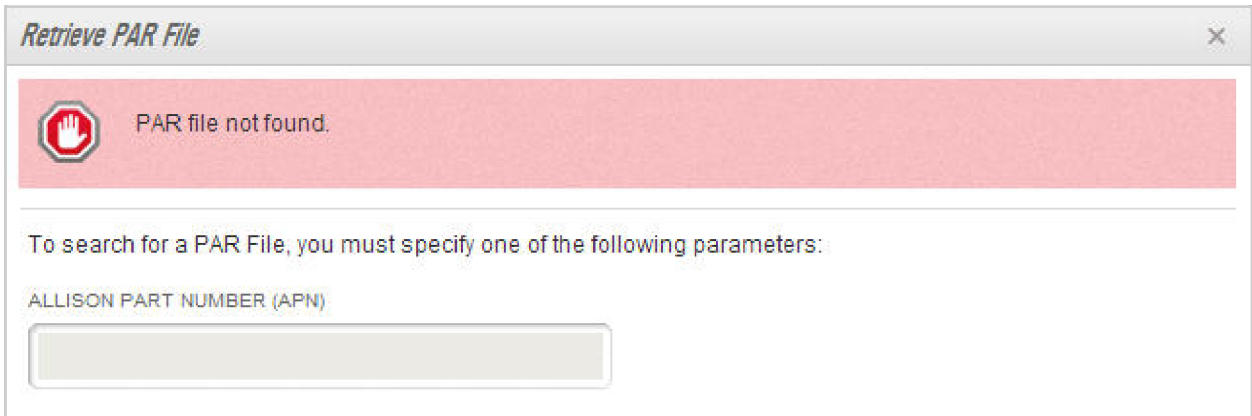 Retrieve PAR File
PAR file not found.
To search for a PAR File, you must specify one of the following parameters:
ALLISON PART NUMBER (APN)